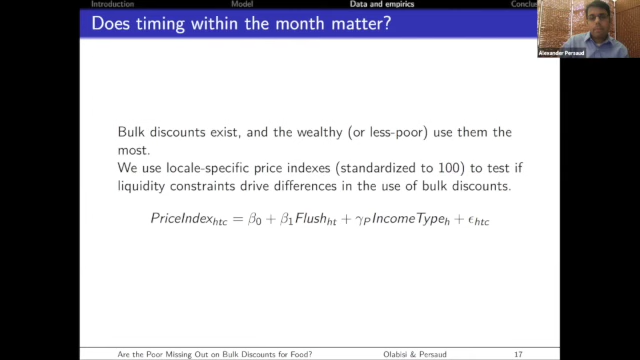 Introduction Model Data and empirics Conclu
Does timing within the month matter?
Alexander Persaud
Bulk discounts exist, and the wealthy (or less-poor) use them the
most.
We use locale-specific price indexes (standardized to 100) to test if
liquidity constraints drive differences in the use of bulk discounts.
PriceIndex_htc = β_0 + β_1Flush_ht + γ_PIncomeType_h + ϵ_htc
Are the Poor Missing Out on Bulk Discounts for Food? Olabisi & Persaud 17